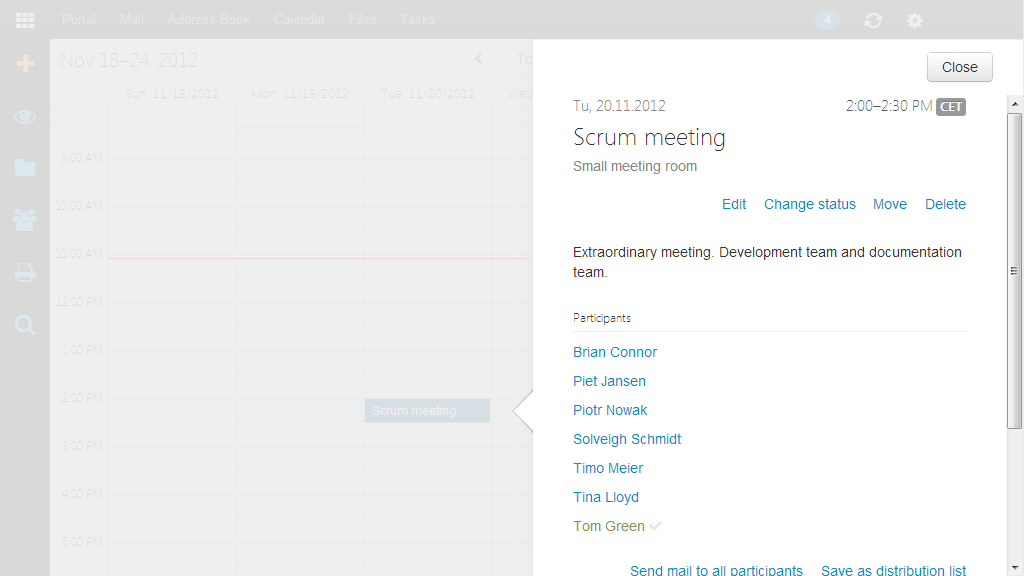 Portal Mail Address Book Calendar Files Tasks 4
Nov 18–24, 2012 To
Close
Sun, 11/18/2012 Mon, 11/19/2012 Tue, 11/20/2012 Wed
Tu, 20.11.2012 2:00–2:30 PM CET
Scrum meeting
Small meeting room
Edit Change status Move Delete
Extraordinary meeting. Development team and documentation
team.
Participants
Brian Connor
Piet Jansen
Piotr Nowak
Solveigh Schmidt
Timo Meier
Tina Lloyd
Tom Green
Send mail to all participants Save as distribution list
9:00 AM
10:00 AM
11:00 AM
12:00 PM
1:00 PM
2:00 PM
Scrum meeting
3:00 PM
4:00 PM
5:00 PM